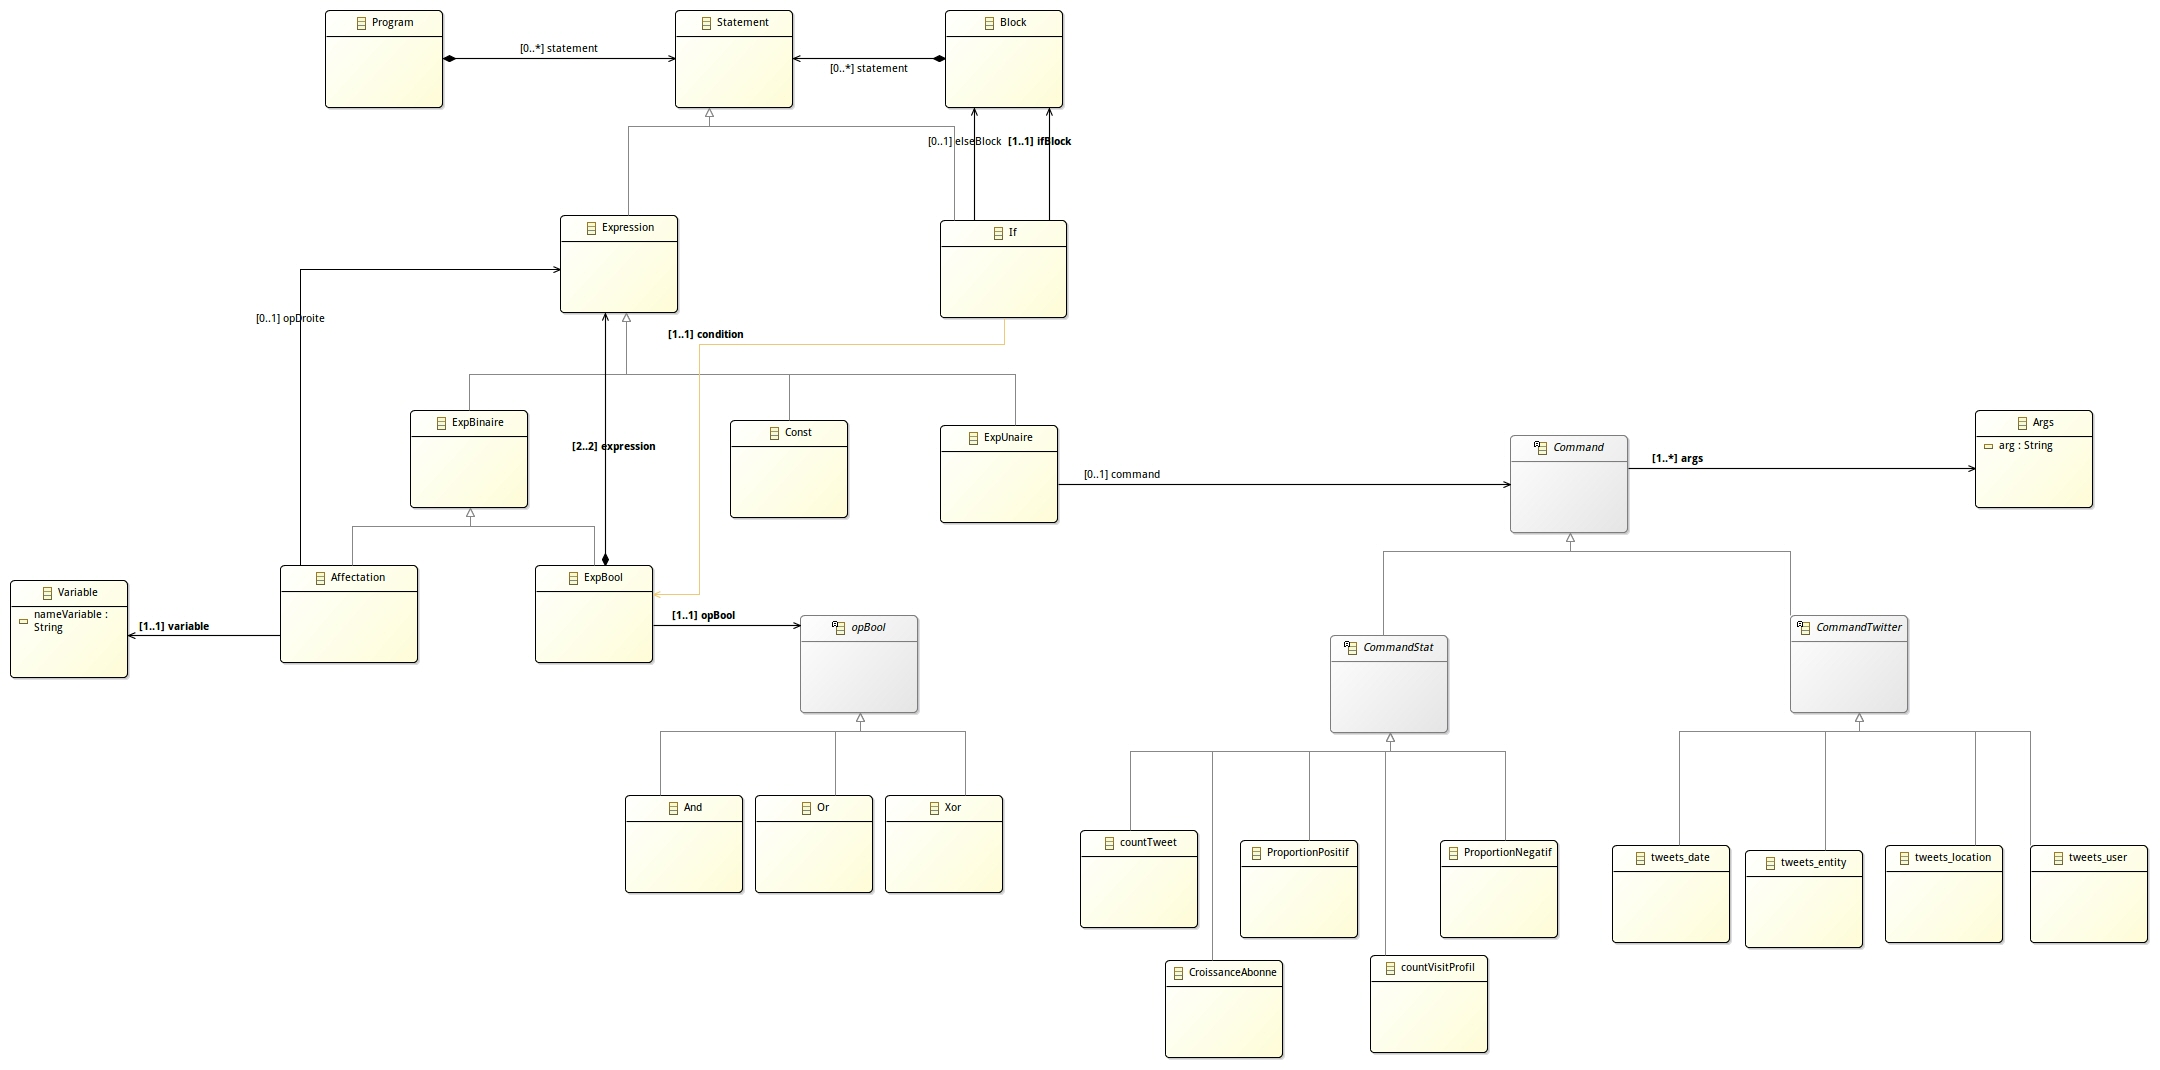 Program
Statement
Block
[0..*] statement
[0..*] statement
[0..1] elseBlock
[1..1] ifBlock
Expression
If
[0..1] opDroite
[1..1] condition
ExpBinaire
Const
ExpUnaire
Command
Args
arg : String
[2..2] expression
[0..1] command
[1..*] args
Variable
nameVariable :
String
[1..1] variable
Affectation
ExpBool
[1..1] opBool
opBool
CommandStat
CommandTwitter
And
Or
Xor
countTweet
ProportionPositif
ProportionNegatif
tweets_date
tweets_entity
tweets_location
tweets_user
CroissanceAbonne
countVisitProfil